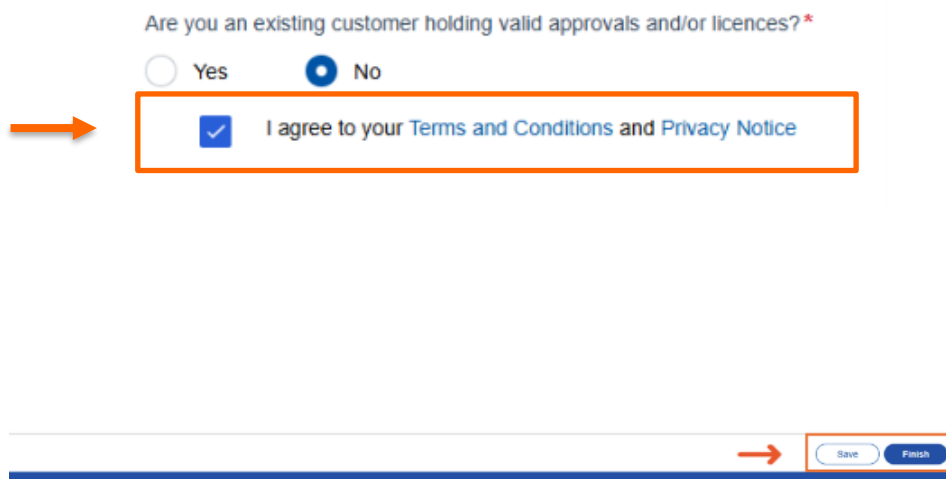 Are you an existing customer holding valid approvals and/or licences?*
Yes No
I agree to your Terms and Conditions and Privacy Notice
Save Finish